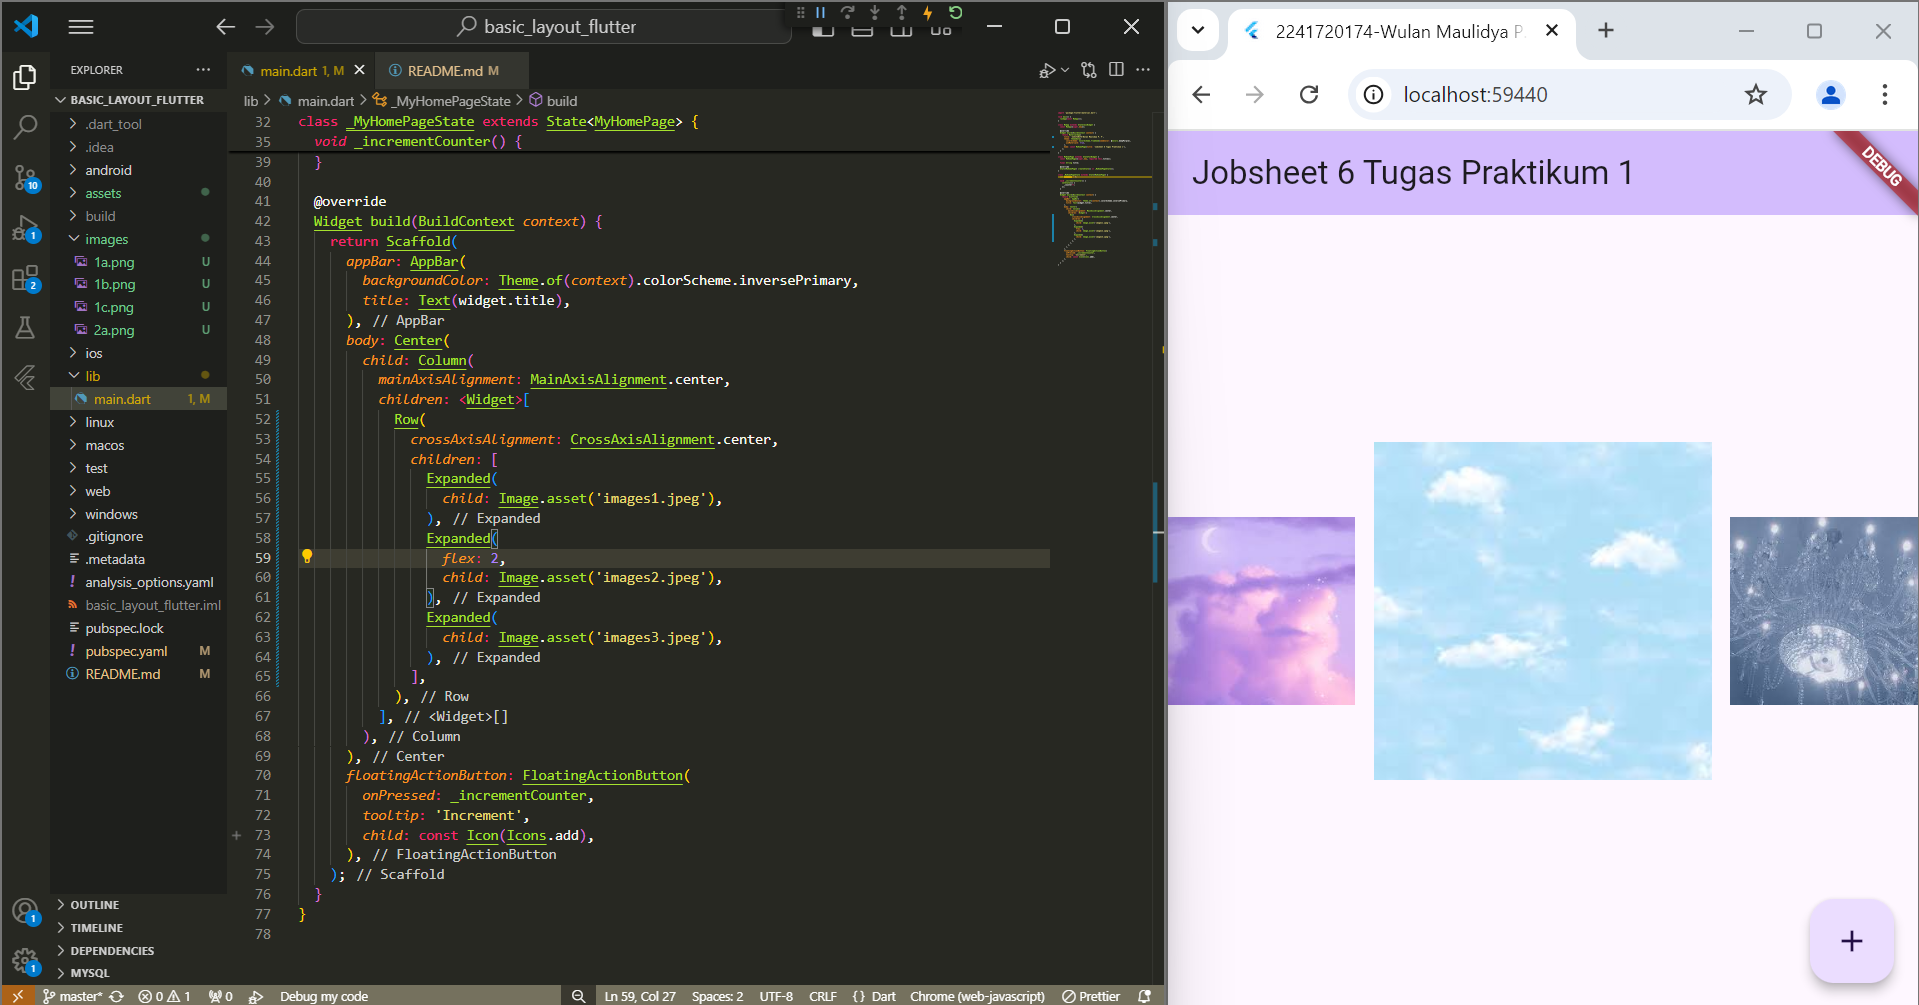 basic_layout_flutter
EXPLORER
BASIC_LAYOUT_FLUTTER
.dart_tool
.idea
android
assets
build
images
1a.png U
1b.png U
1c.png U
2a.png U
ios
lib
main.dart 1, M
linux
macos
test
web
windows
.gitignore
.metadata
analysis_options.yaml
basic_layout_flutter.iml
pubspec.lock
pubspec.yaml M
README.md M
OUTLINE
TIMELINE
DEPENDENCIES
MYSQL
10
1
2
1
1
main.dart 1, M
README.md M
lib > main.dart > _MyHomePageState > build
32 class _MyHomePageState extends State<MyHomePage> {
35 void _incrementCounter() {
39 }
40
41 @override
42 Widget build(BuildContext context) {
43 return Scaffold(
44 appBar: AppBar(
45 backgroundColor: Theme.of(context).colorScheme.inversePrimary,
46 title: Text(widget.title),
47 ), // AppBar
48 body: Center(
49 child: Column(
50 mainAxisAlignment: MainAxisAlignment.center,
51 children: <Widget>[
52 Row(
53 crossAxisAlignment: CrossAxisAlignment.center,
54 children: [
55 Expanded(
56 child: Image.asset('images1.jpeg'),
57 ), // Expanded
58 Expanded(
59 flex: 2,
60 child: Image.asset('images2.jpeg'),
61 ), // Expanded
62 Expanded(
63 child: Image.asset('images3.jpeg'),
64 ), // Expanded
65 ],
66 ), // Row
67 ], // <Widget>[]
68 ), // Column
69 ), // Center
70 floatingActionButton: FloatingActionButton(
71 onPressed: _incrementCounter,
72 tooltip: 'Increment',
73 child: const Icon(Icons.add),
74 ), // FloatingActionButton
75 ); // Scaffold
76 }
77 }
78
master* 0 1 0 Debug my code Ln 59, Col 27 Spaces: 2 UTF-8 CRLF {} Dart Chrome (web-javascript) Prettier
2241720174-Wulan Maulidya P
localhost:59440
Jobsheet 6 Tugas Praktikum 1
DEBUG